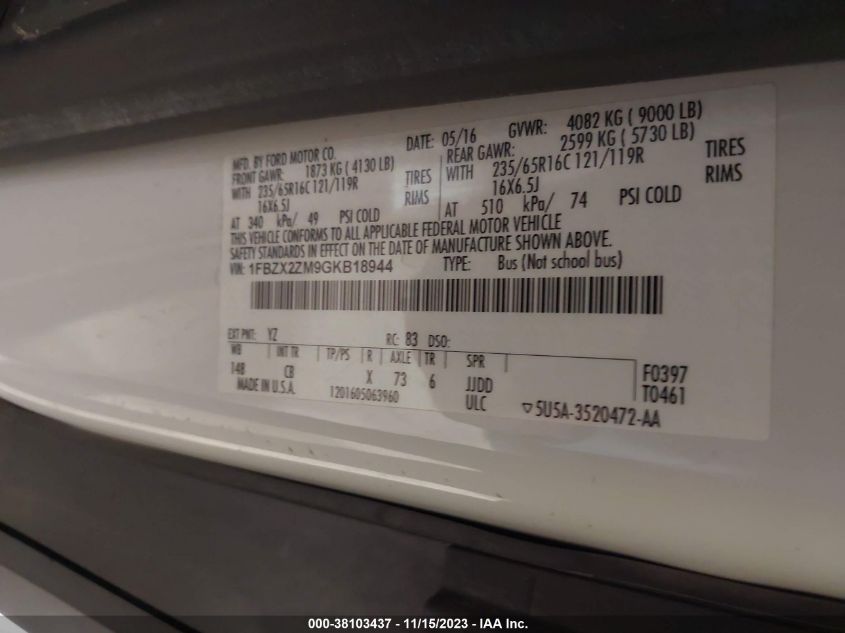 MFD. BY FORD MOTOR CO.
DATE: 05/16 GVWR: 4082 KG ( 9000 LB)
FRONT GAWR: 1873 KG ( 4130 LB)
REAR GAWR: 2599 KG ( 5730 LB)
WITH 235/65R16C 121/119R TIRES
WITH 235/65R16C 121/119R TIRES
16X6.5J RIMS
16X6.5J RIMS
AT 340 kPa/ 49 PSI COLD
AT 510 kPa/ 74 PSI COLD
THIS VEHICLE CONFORMS TO ALL APPLICABLE FEDERAL MOTOR VEHICLE
SAFETY STANDARDS IN EFFECT ON THE DATE OF MANUFACTURE SHOWN ABOVE.
VIN: 1FBZX2ZM9GKB18944 TYPE: Bus (Not school bus)
EXT PNT: YZ RC: 83 DSO:
WB INT TR TP/PS R AXLE TR SPR
148 CB X 73 6 JJDD F0397
MADE IN U.S.A. 1201605063960 ULC T0461
▽5U5A-3520472-AA
000-38103437 - 11/15/2023 - IAA Inc.